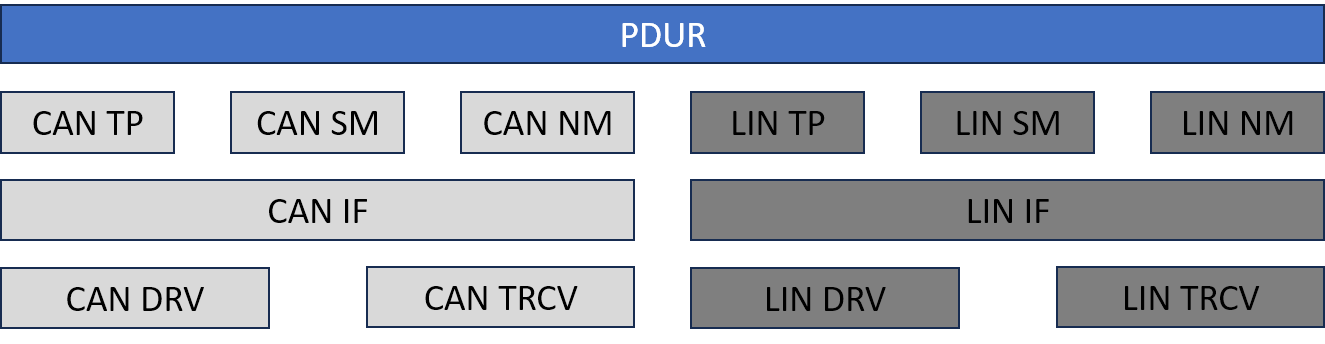 PDUR
CAN TP
CAN SM
CAN NM
LIN TP
LIN SM
LIN NM
CAN IF
LIN IF
CAN DRV
CAN TRCV
LIN DRV
LIN TRCV